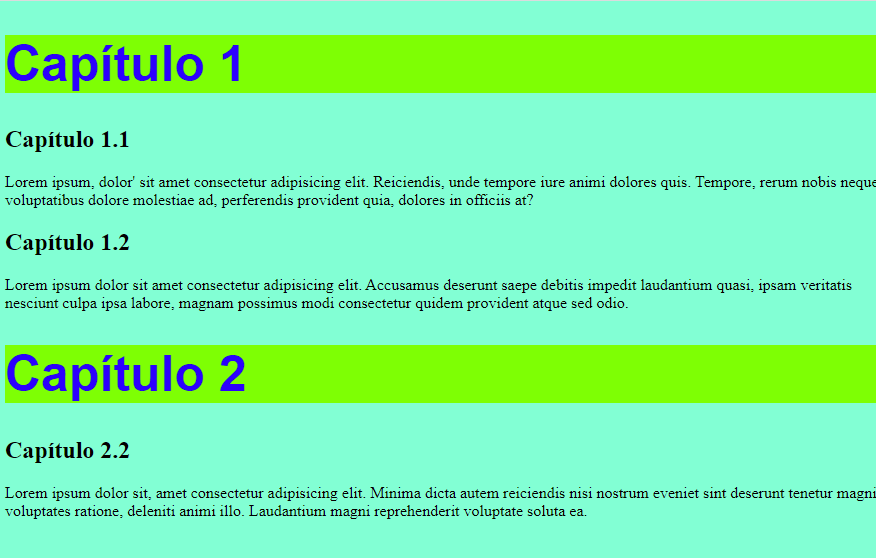 Capítulo 1
Capítulo 1.1
Lorem ipsum, dolor' sit amet consectetur adipisicing elit. Reiciendis, unde tempore iure animi dolores quis. Tempore, rerum nobis neque
voluptatibus dolore molestiae ad, perferendis provident quia, dolores in officiis at?
Capítulo 1.2
Lorem ipsum dolor sit amet consectetur adipisicing elit. Accusamus deserunt saepe debitis impedit laudantium quasi, ipsam veritatis
nesciunt culpa ipsa labore, magnam possimus modi consectetur quidem provident atque sed odio.
Capítulo 2
Capítulo 2.2
Lorem ipsum dolor sit, amet consectetur adipisicing elit. Minima dicta autem reiciendis nisi nostrum eveniet sint deserunt tenetur magni
voluptates ratione, deleniti animi illo. Laudantium magni reprehenderit voluptate soluta ea.